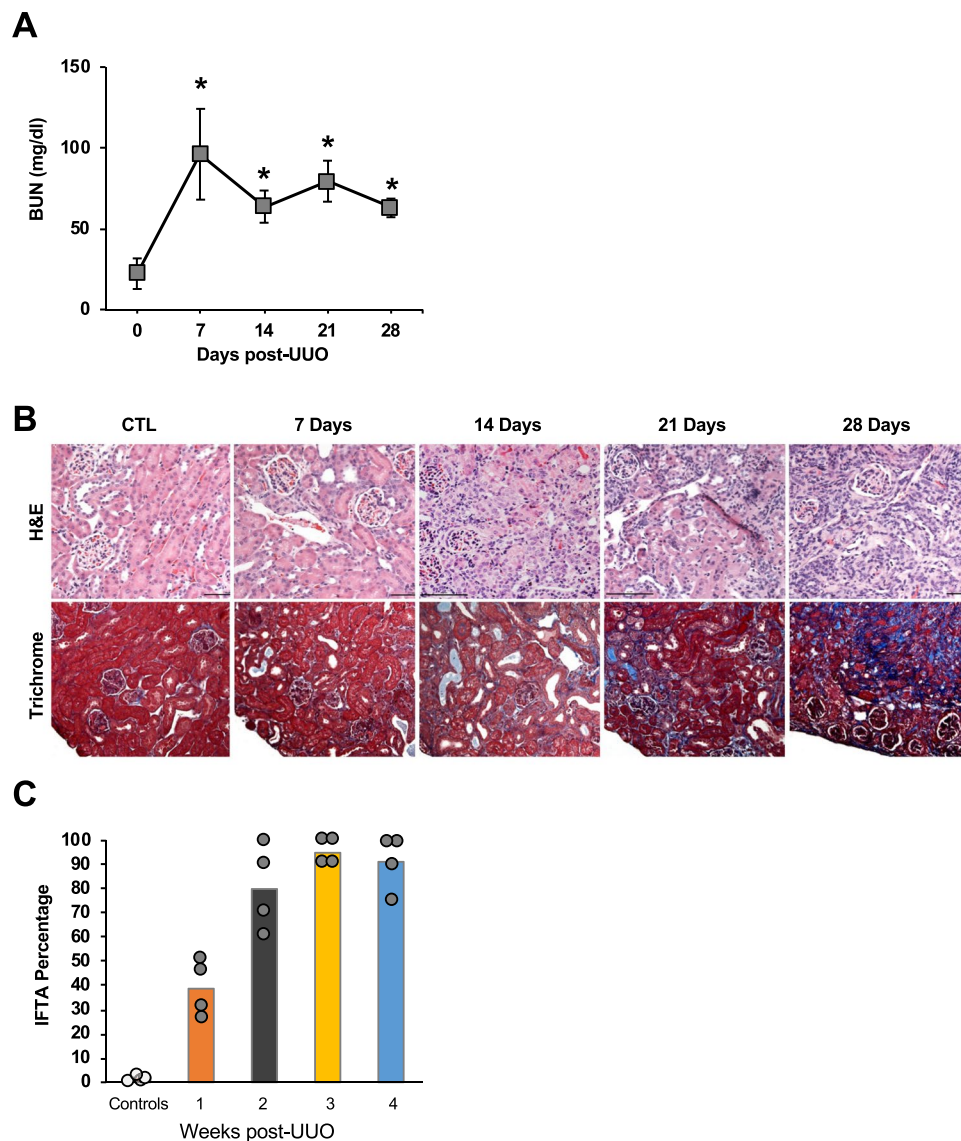 A
150
100
50
0
BUN (mg/dl)
*
*
*
*
0 7 14 21 28
Days post-UUO
B
CTL 7 Days 14 Days 21 Days 28 Days
H&E
Trichrome
C
100
90
80
70
60
50
40
30
20
10
0
IFTA Percentage
Controls 1 2 3 4
Weeks post-UUO